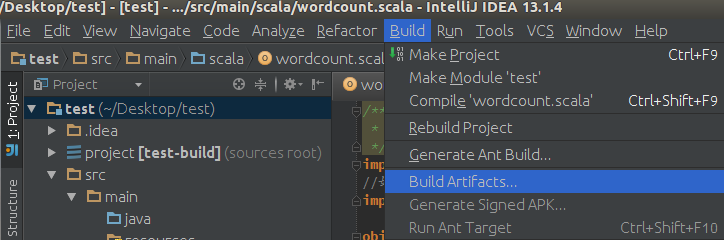 /Desktop/test] - [test] - .../src/main/scala/wordcount.scala - IntelliJ IDEA 13.1.4
File Edit View Navigate Code Analyze Refactor Build Run Tools VCS Window Help
test src main scala wordcount.scala
Make Project Ctrl+F9
Make Module 'test'
Compile 'wordcount.scala' Ctrl+Shift+F9
Rebuild Project
Generate Ant Build...
Build Artifacts...
Generate Signed APK...
Run Ant Target Ctrl+Shift+F10
1: Project
Structure
Project
test (~/Desktop/test)
.idea
project [test-build] (sources root)
src
main
java
resources
wo
/**
*
imp
//
imp
obj